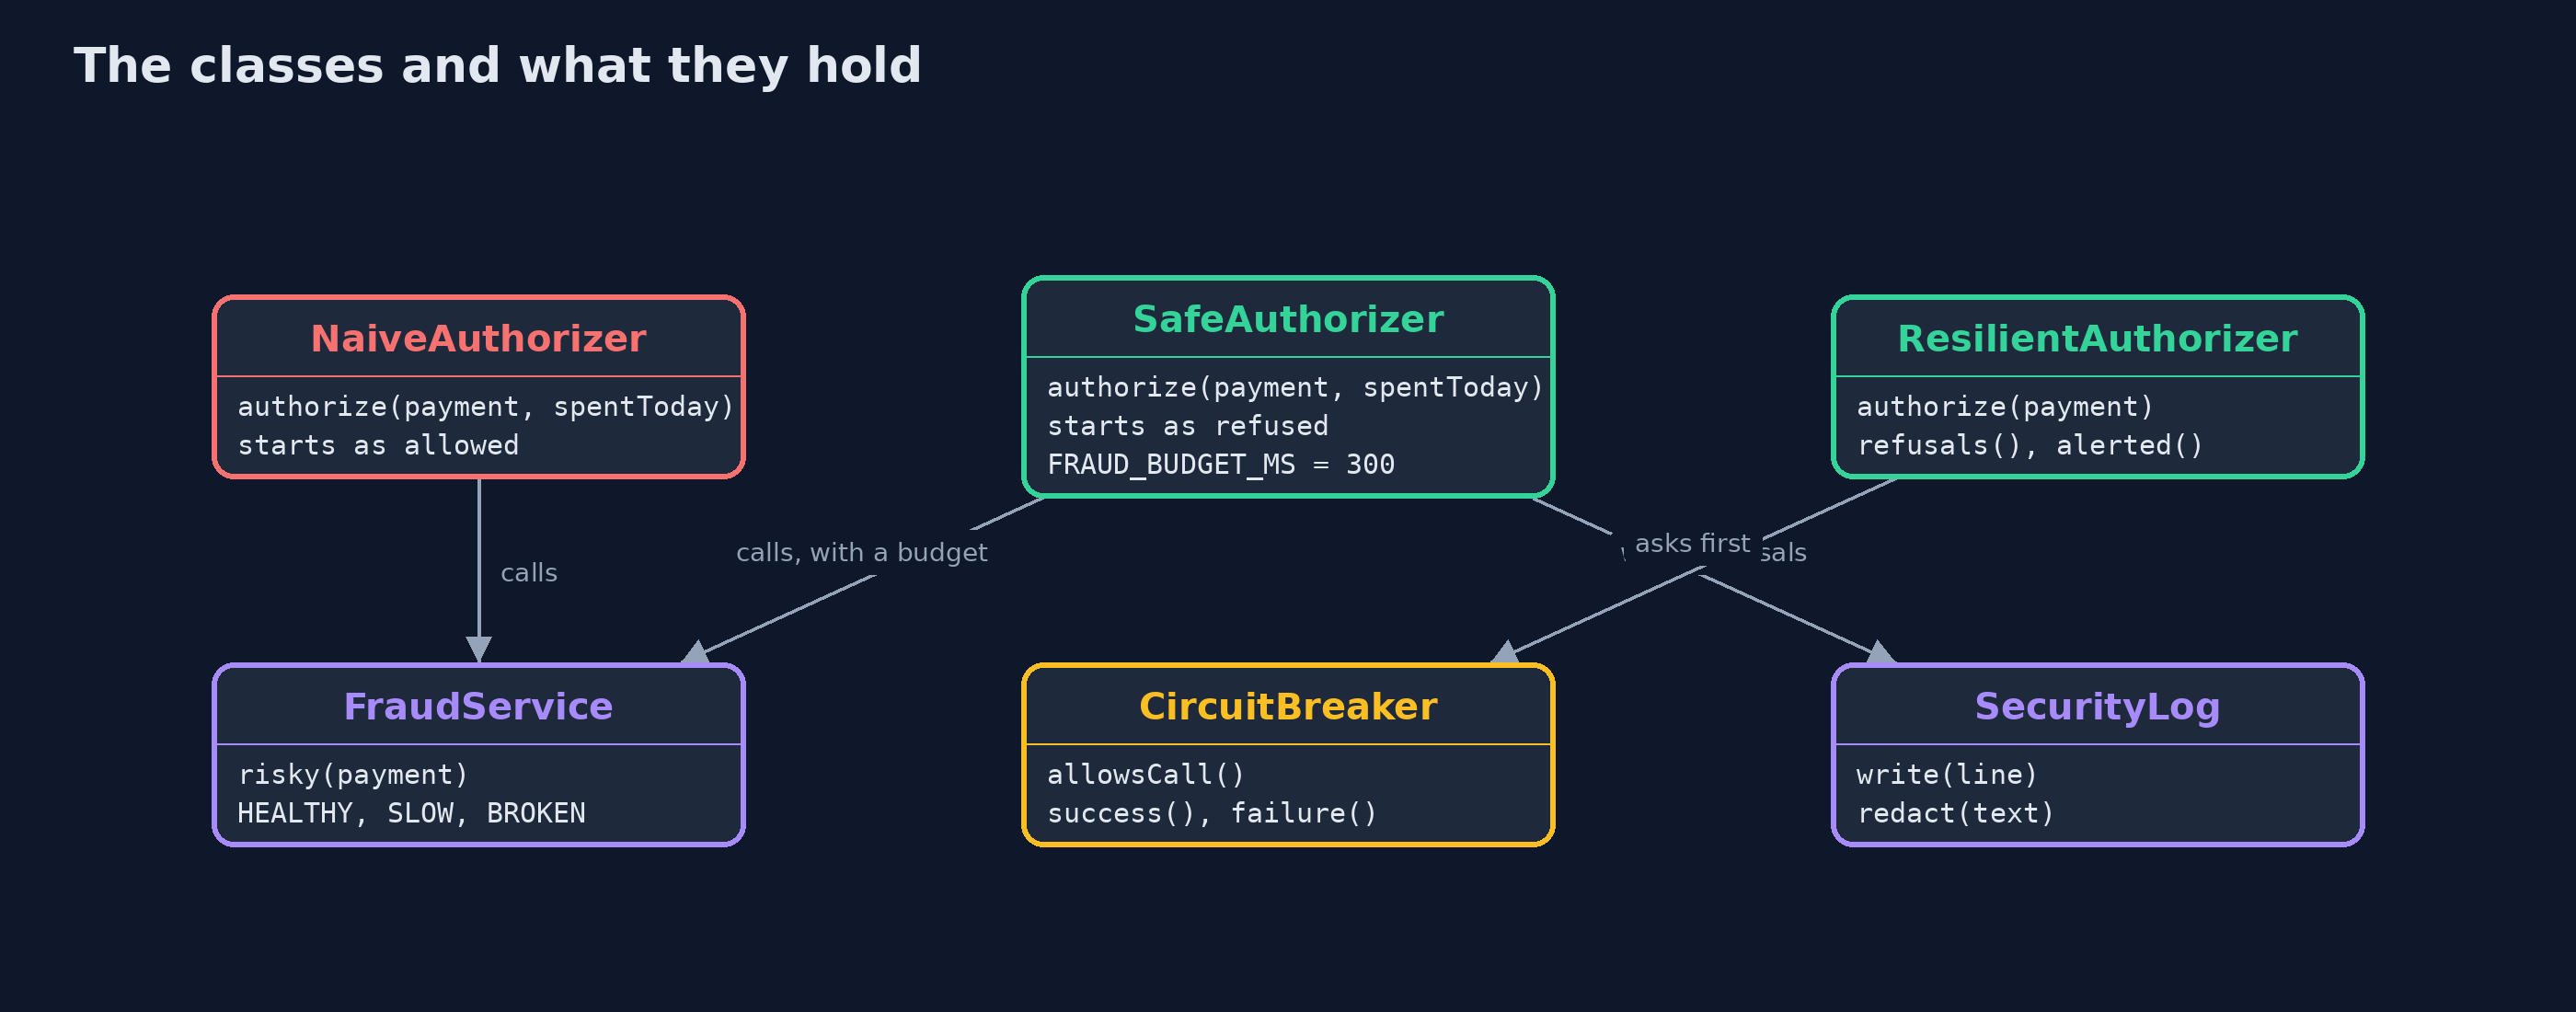 The classes and what they hold
NaiveAuthorizer
authorize(payment, spentToday)
starts as allowed
SafeAuthorizer
authorize(payment, spentToday)
starts as refused
FRAUD_BUDGET_MS = 300
ResilientAuthorizer
authorize(payment)
refusals(), alerted()
calls
calls, with a budget
asks first
FraudService
risky(payment)
HEALTHY, SLOW, BROKEN
CircuitBreaker
allowsCall()
success(), failure()
SecurityLog
write(line)
redact(text)